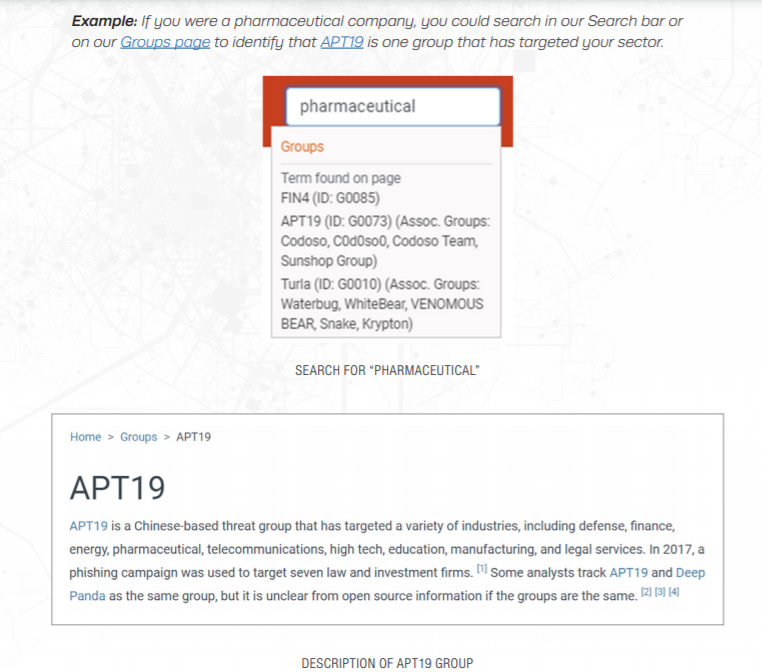 Example: If you were a pharmaceutical company, you could search in our Search bar or
on our Groups page to identify that APT19 is one group that has targeted your sector.
pharmaceutical
Groups
Term found on page
FIN4 (ID: G0085)
APT19 (ID: G0073) (Assoc. Groups:
Codoso, C0d0so0, Codoso Team,
Sunshop Group)
Turla (ID: G0010) (Assoc. Groups:
Waterbug, WhiteBear, VENOMOUS
BEAR, Snake, Krypton)
SEARCH FOR “PHARMACEUTICAL”
Home > Groups > APT19
APT19
APT19 is a Chinese-based threat group that has targeted a variety of industries, including defense, finance,
energy, pharmaceutical, telecommunications, high tech, education, manufacturing, and legal services. In 2017, a
phishing campaign was used to target seven law and investment firms. [1] Some analysts track APT19 and Deep
Panda as the same group, but it is unclear from open source information if the groups are the same. [2] [3] [4]
DESCRIPTION OF APT19 GROUP